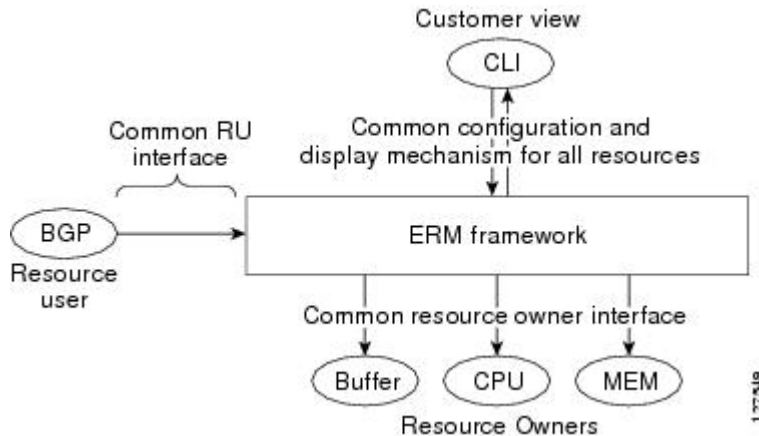 Customer view
CLI
Common RU
interface
Common configuration and
display mechanism for all resources
BGP
ERM framework
Resource
user
Common resource owner interface
Buffer
CPU
MEM
Resource Owners